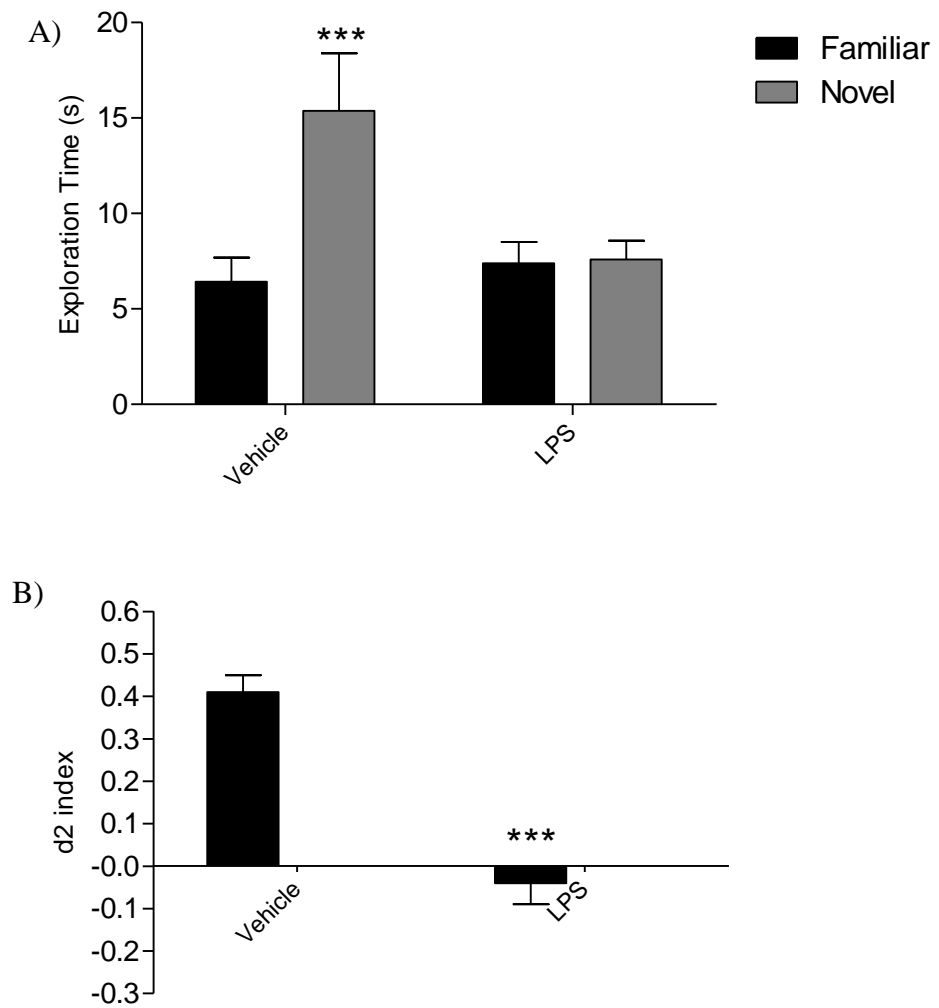 A)
***
Familiar
Novel
Exploration Time (s)
20
15
10
5
0
Vehicle
LPS
B)
d2 index
0.6
0.5
0.4
0.3
0.2
0.1
-0.0
-0.1
-0.2
-0.3
***
Vehicle
LPS